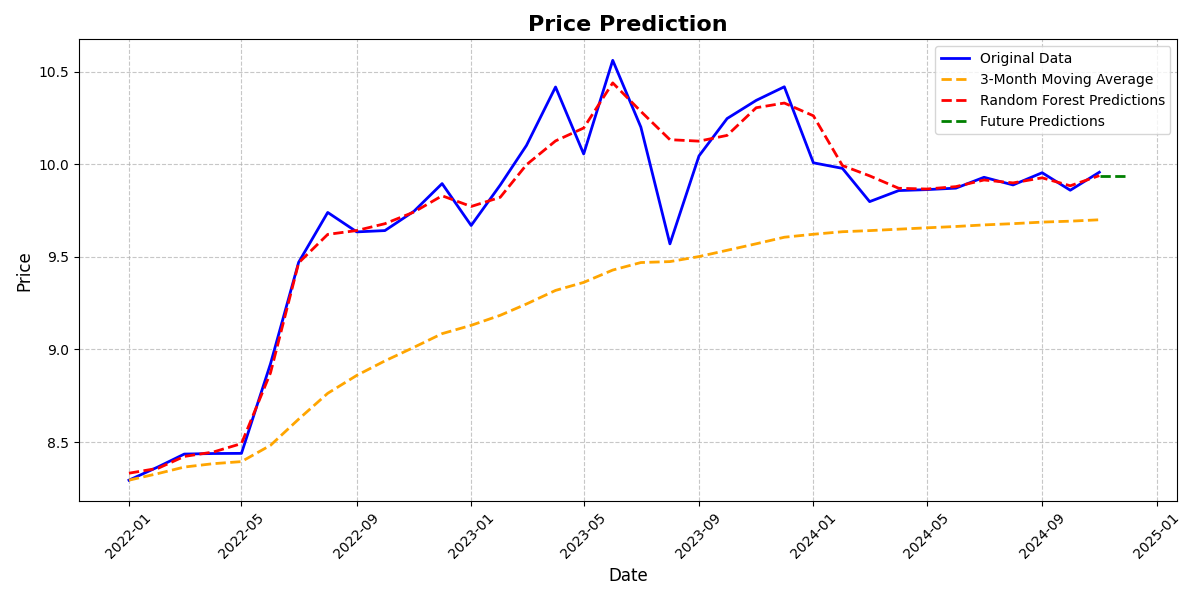 Price Prediction
Original Data
3-Month Moving Average
Random Forest Predictions
Future Predictions
Price
10.5
10.0
9.5
9.0
8.5
2022-01
2022-05
2022-09
2023-01
2023-05
2023-09
2024-01
2024-05
2024-09
2025-01
Date